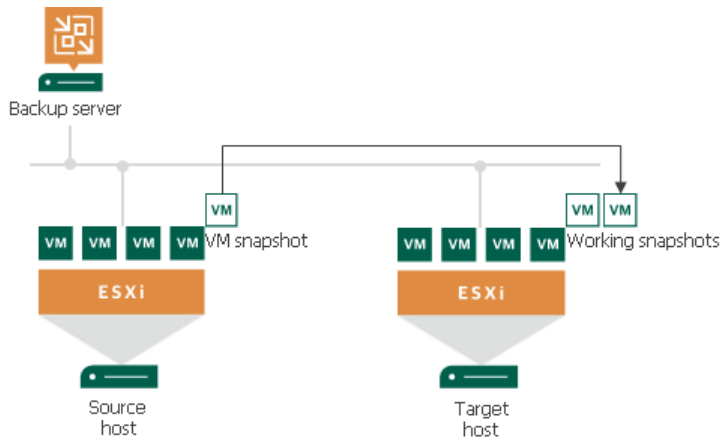 Backup server
VM
VM snapshot
VM VM VM VM
ESXi
Source
host
VM VM
Working snapshots
VM VM VM VM
ESXi
Target
host